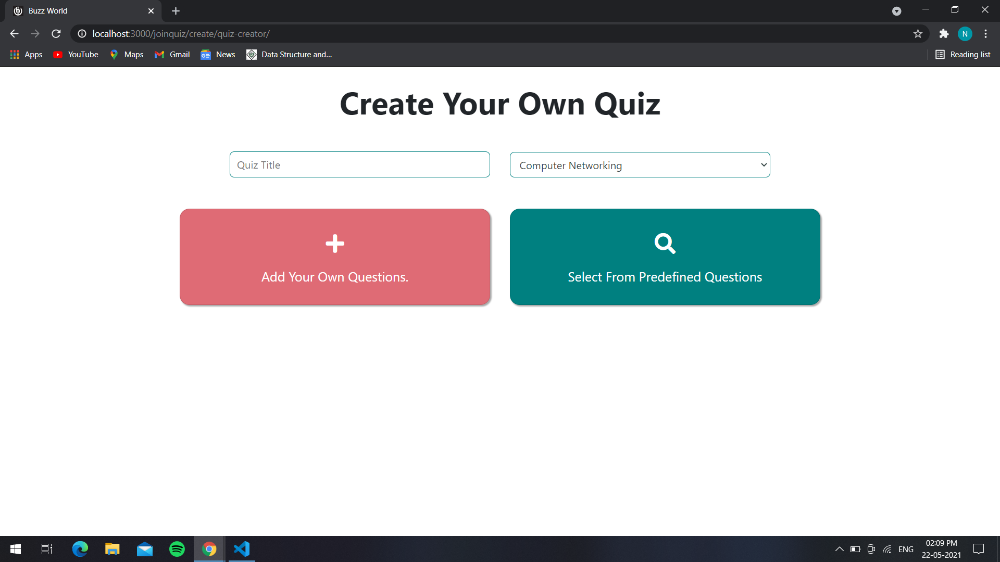 Buzz World
localhost:3000/joinquiz/create/quiz-creator/
N
Apps YouTube Maps Gmail News Data Structure and... Reading list
Create Your Own Quiz
Quiz Title Computer Networking
Add Your Own Questions. Select From Predefined Questions
ENG 02:09 PM
22-05-2021